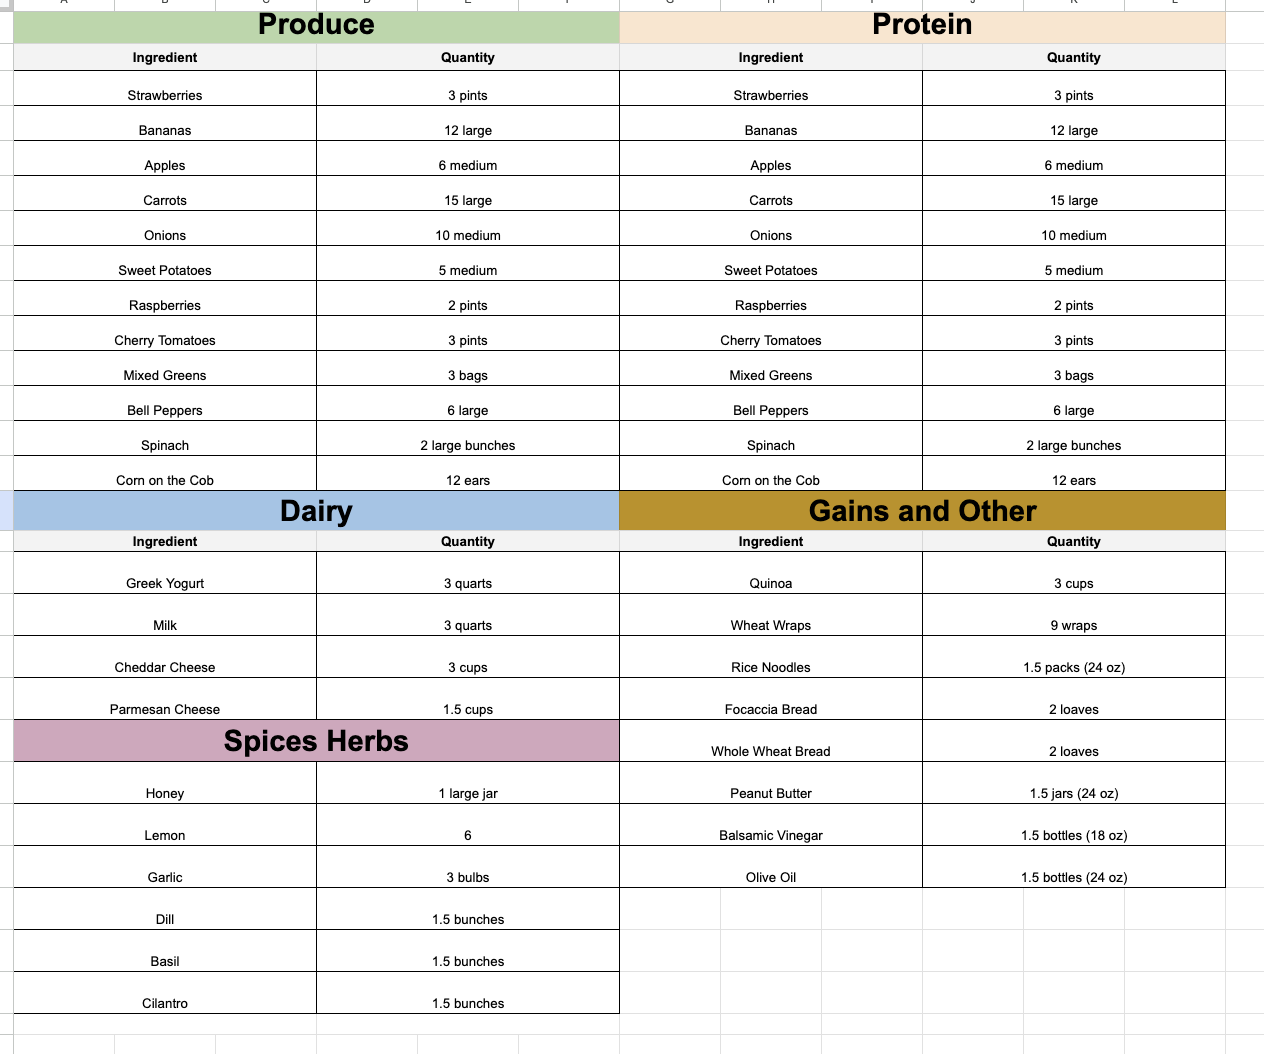 Produce Protein
Ingredient Quantity Ingredient Quantity
Strawberries 3 pints Strawberries 3 pints
Bananas 12 large Bananas 12 large
Apples 6 medium Apples 6 medium
Carrots 15 large Carrots 15 large
Onions 10 medium Onions 10 medium
Sweet Potatoes 5 medium Sweet Potatoes 5 medium
Raspberries 2 pints Raspberries 2 pints
Cherry Tomatoes 3 pints Cherry Tomatoes 3 pints
Mixed Greens 3 bags Mixed Greens 3 bags
Bell Peppers 6 large Bell Peppers 6 large
Spinach 2 large bunches Spinach 2 large bunches
Corn on the Cob 12 ears Corn on the Cob 12 ears
Dairy Gains and Other
Ingredient Quantity Ingredient Quantity
Greek Yogurt 3 quarts Quinoa 3 cups
Milk 3 quarts Wheat Wraps 9 wraps
Cheddar Cheese 3 cups Rice Noodles 1.5 packs (24 oz)
Parmesan Cheese 1.5 cups Focaccia Bread 2 loaves
Spices Herbs Whole Wheat Bread 2 loaves
Honey 1 large jar Peanut Butter 1.5 jars (24 oz)
Lemon 6 Balsamic Vinegar 1.5 bottles (18 oz)
Garlic 3 bulbs Olive Oil 1.5 bottles (24 oz)
Dill 1.5 bunches
Basil 1.5 bunches
Cilantro 1.5 bunches